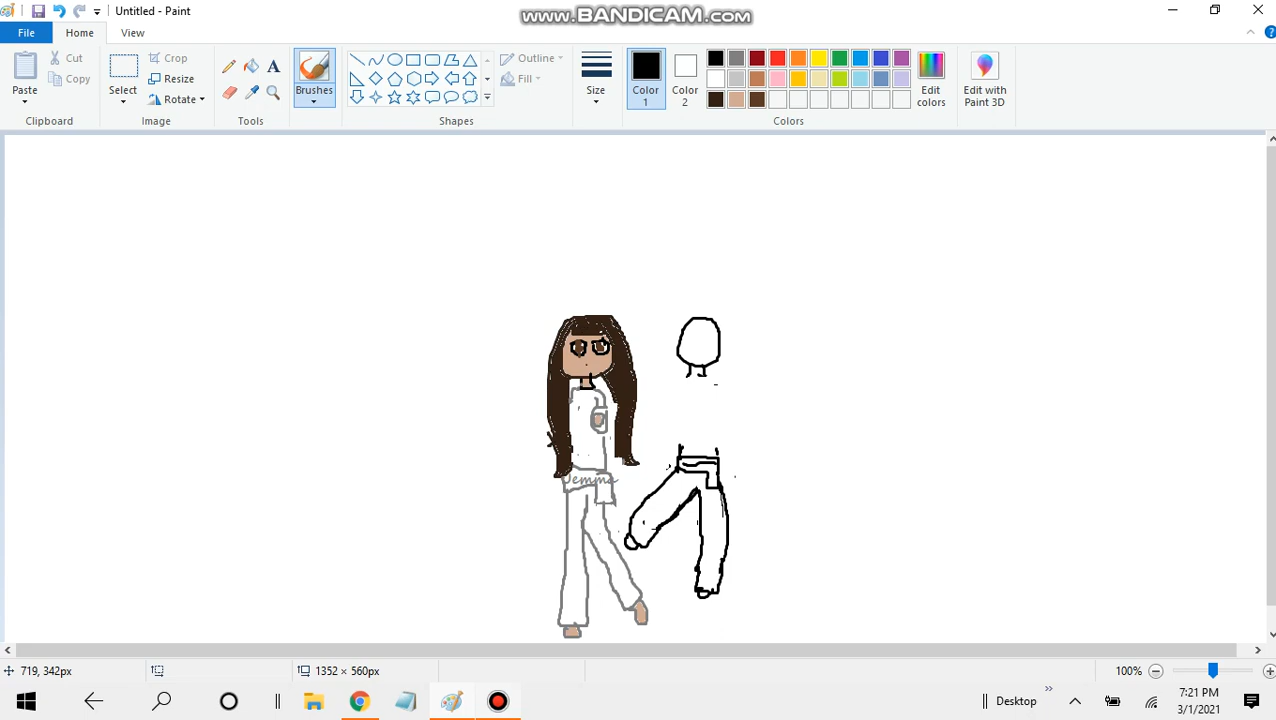 Untitled - Paint
www.BANDICAM.com
File
Home
View
Paste
Cut
Copy
Clipboard
Select
Crop
Resize
Rotate
Image
Tools
Brushes
Shapes
Outline
Fill
Size
Color
1
Color
2
Edit
colors
Colors
Edit with
Paint 3D
Jemma
719, 342px
1352 × 560px
100%
Desktop
7:21 PM
3/1/2021